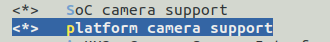 <*> SoC camera support
<*> platform camera support